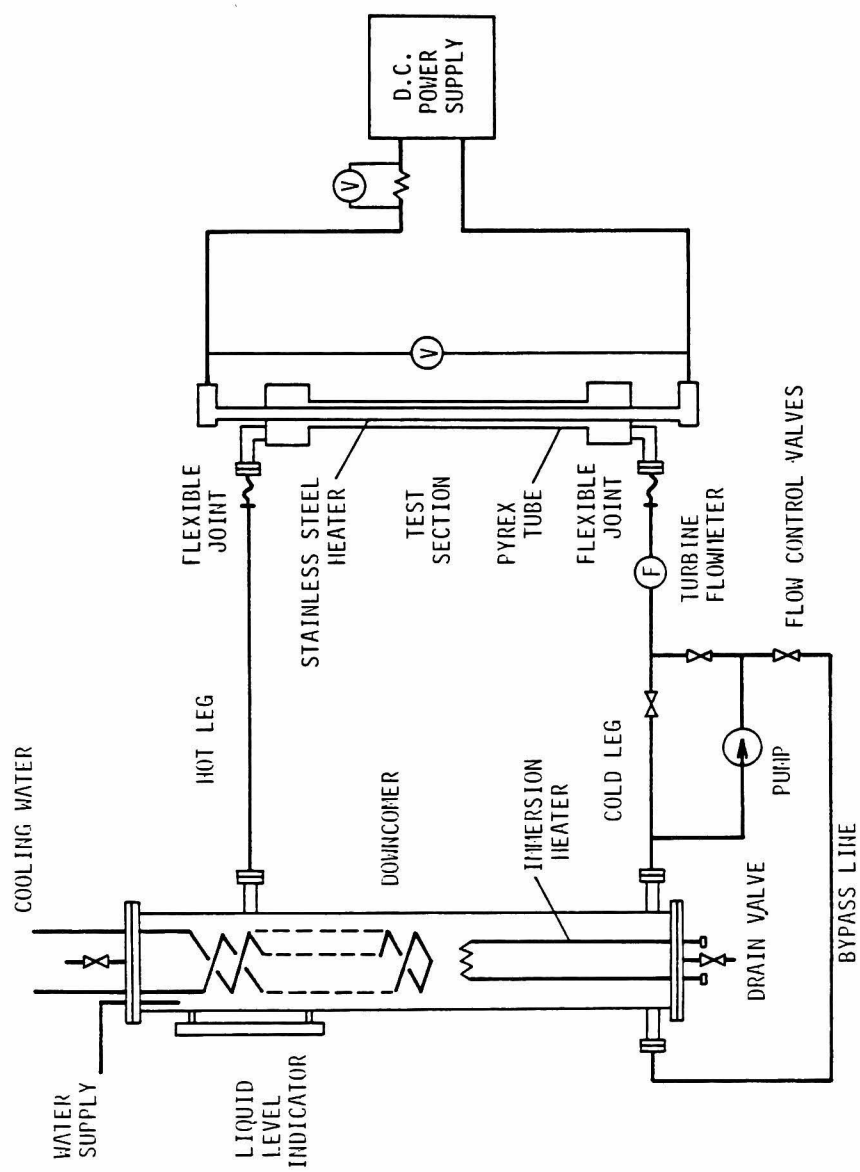 COOLING WATER
WATER
SUPPLY
LIQUID
LEVEL
INDICATOR
HOT LEG
DOWNCOMER
IMMERSION
HEATER
COLD LEG
DRAIN VALVE
PUMP
BYPASS LINE
FLEXIBLE
JOINT
STAINLESS STEEL
HEATER
TEST
SECTION
PYREX
TUBE
FLEXIBLE
JOINT
F
TURBINE
FLOWMETER
FLOW CONTROL VALVES
V
V
D.C.
POWER
SUPPLY